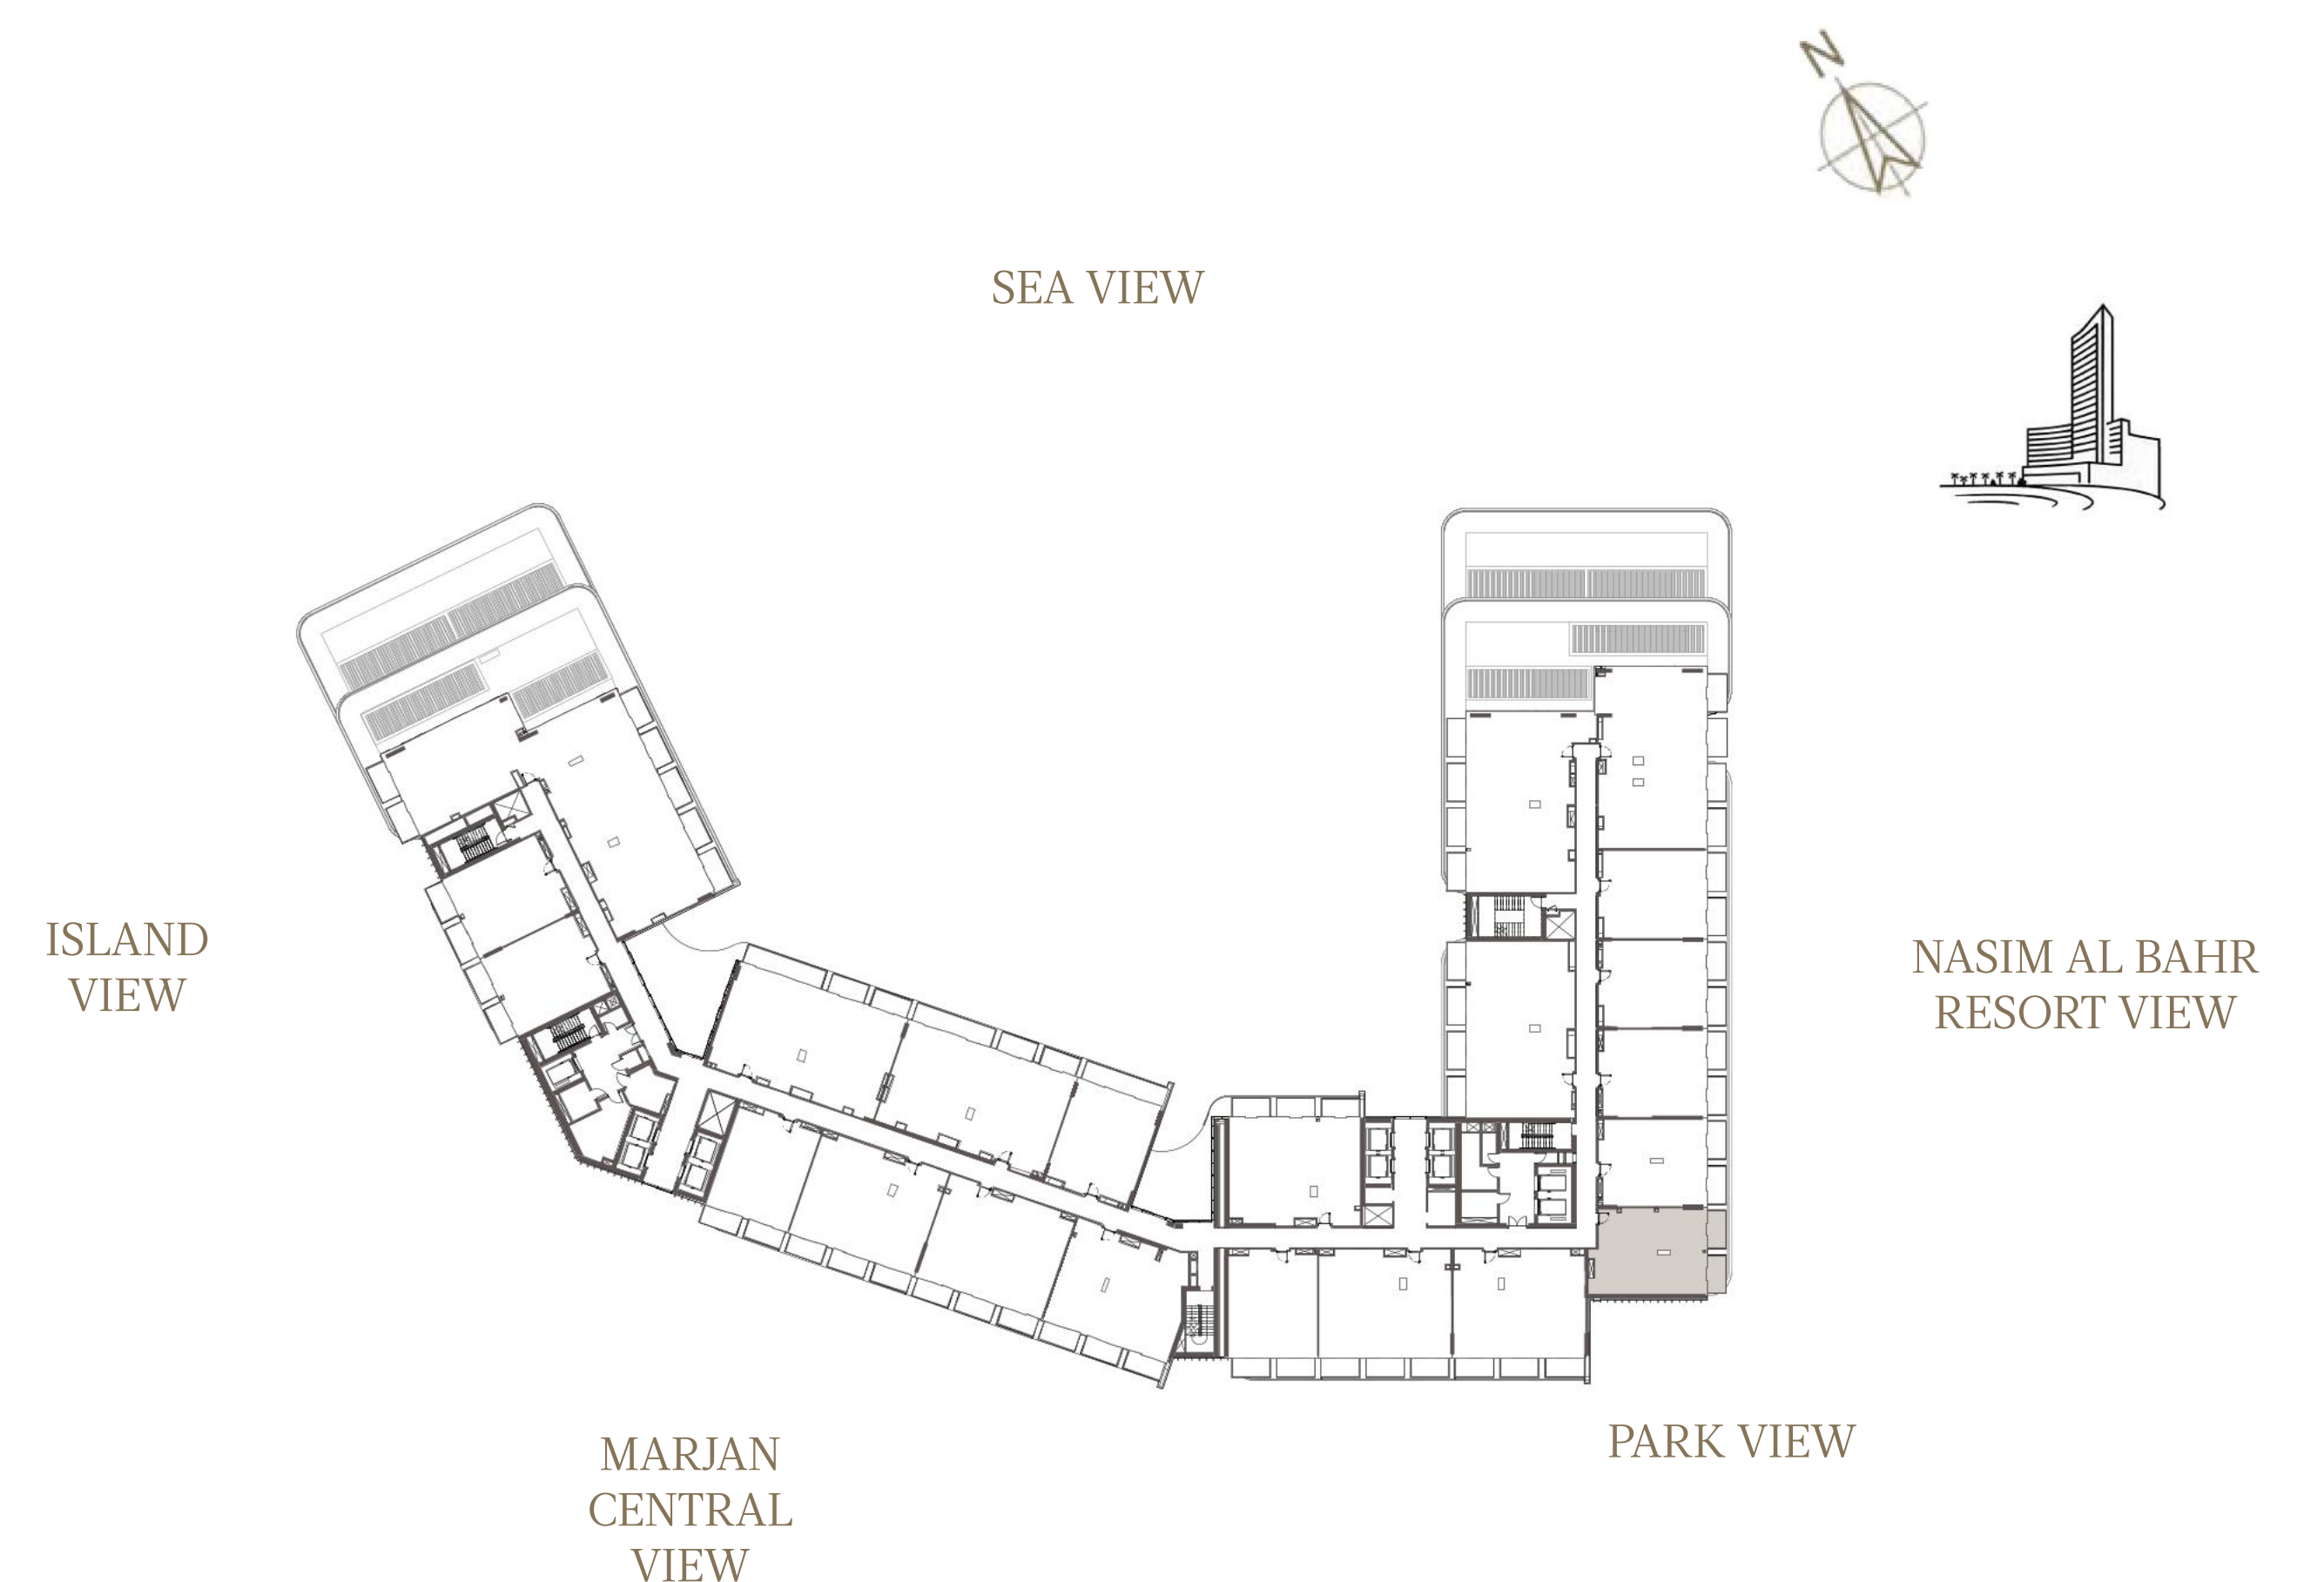 N
SEA VIEW
ISLAND
VIEW
NASIM AL BAHR
RESORT VIEW
PARK VIEW
MARJAN
CENTRAL
VIEW